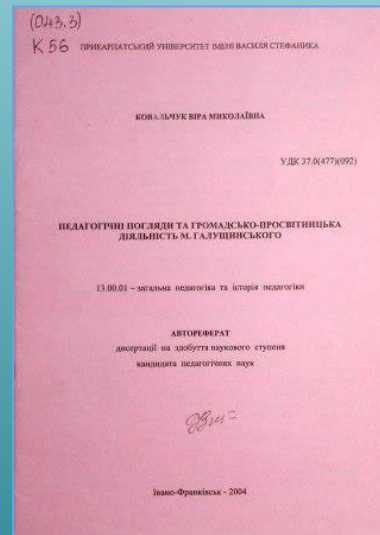 (043.3)
К 56
ПРИКАРПАТСЬКИЙ УНІВЕРСИТЕТ ІМЕНІ ВАСИЛЯ СТЕФАНИКА
КОВАЛЬЧУК ВІРА МИКОЛАЇВНА
УДК 37.0(477)(092)
ПЕДАГОГІЧНІ ПОГЛЯДИ ТА ГРОМАДСЬКО-ПРОСВІТНИЦЬКА
ДІЯЛЬНІСТЬ М. ГАЛУЩИНСЬКОГО
13.00.01 – загальна педагогіка та історія педагогіки
АВТОРЕФЕРАТ
дисертації на здобуття наукового ступеня
кандидата педагогічних наук
Івано-Франківськ - 2004